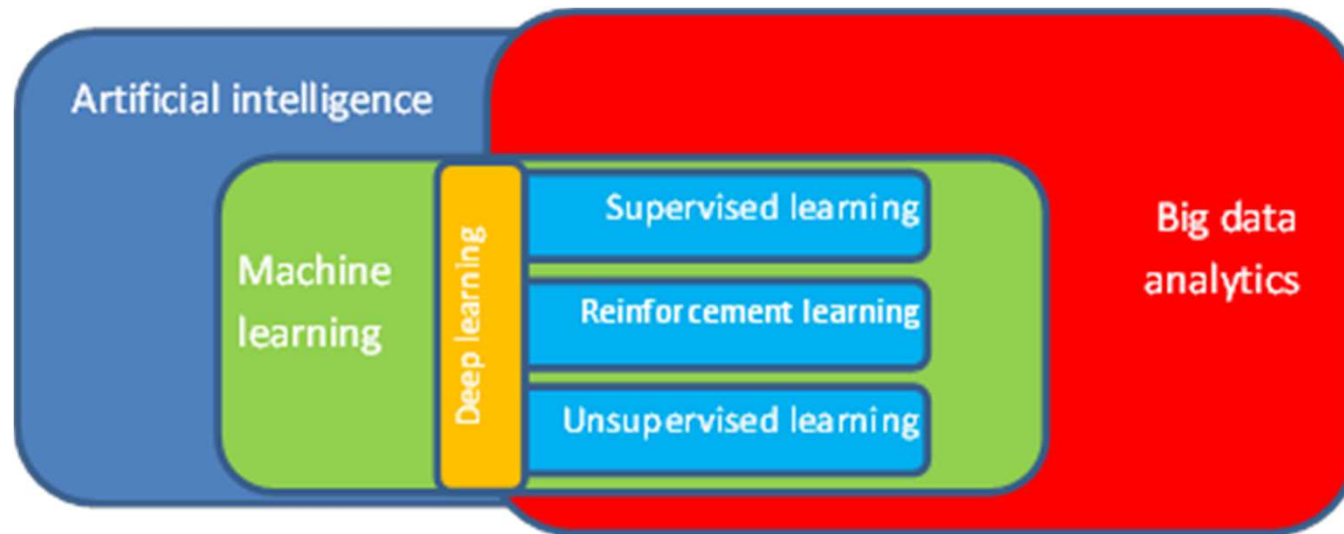 Artificial intelligence
Machine
learning
Deep learning
Supervised learning
Reinforcement learning
Unsupervised learning
Big data
analytics